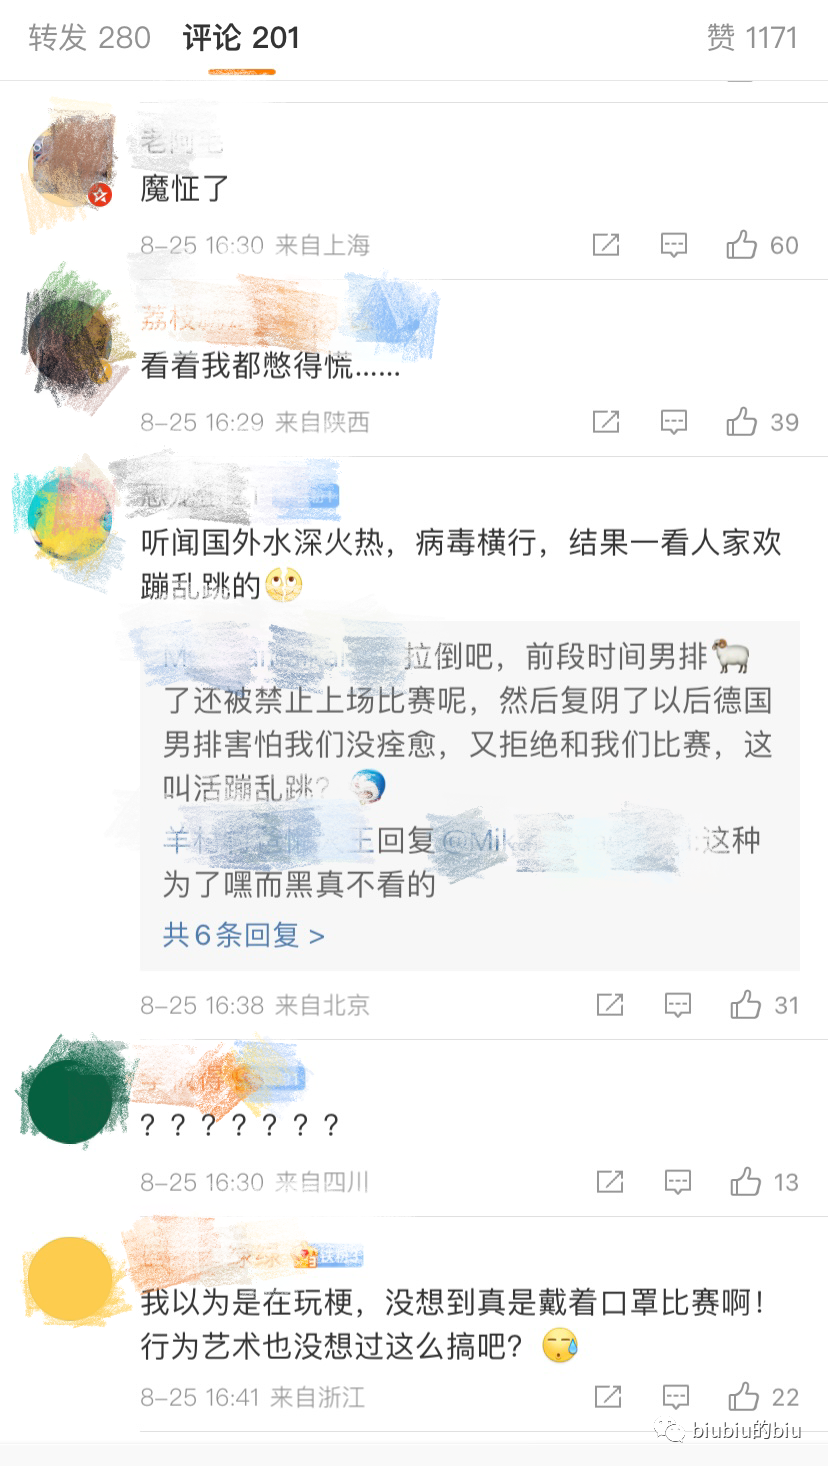 转发 280 评论 201 赞 1171
魔怔了
8-25 16:30 来自上海 60
看着我都憋得慌......
8-25 16:29 来自陕西 39
听闻国外水深火热，病毒横行，结果一看人家欢
蹦乱跳的
拉倒吧，前段时间男排
了还被禁止上场比赛呢，然后复阴了以后德国
男排害怕我们没痊愈，又拒绝和我们比赛，这
叫活蹦乱跳？
王回复@Mik :这种
为了嘿而黑真不看的
共6条回复 >
8-25 16:38 来自北京 31
？？？？？？？
8-25 16:30 来自四川 13
我以为是在玩梗，没想到真是戴着口罩比赛啊！
行为艺术也没想过这么搞吧？
8-25 16:41 来自浙江 22
biubiu的biu